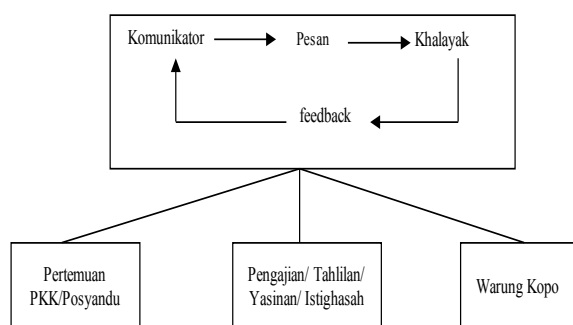 Komunikator Pesan Khalayak
feedback
Pertemuan
PKK/Posyandu
Pengajian/ Tahlilan/
Yasinan/ Istighasah
Warung Kopo